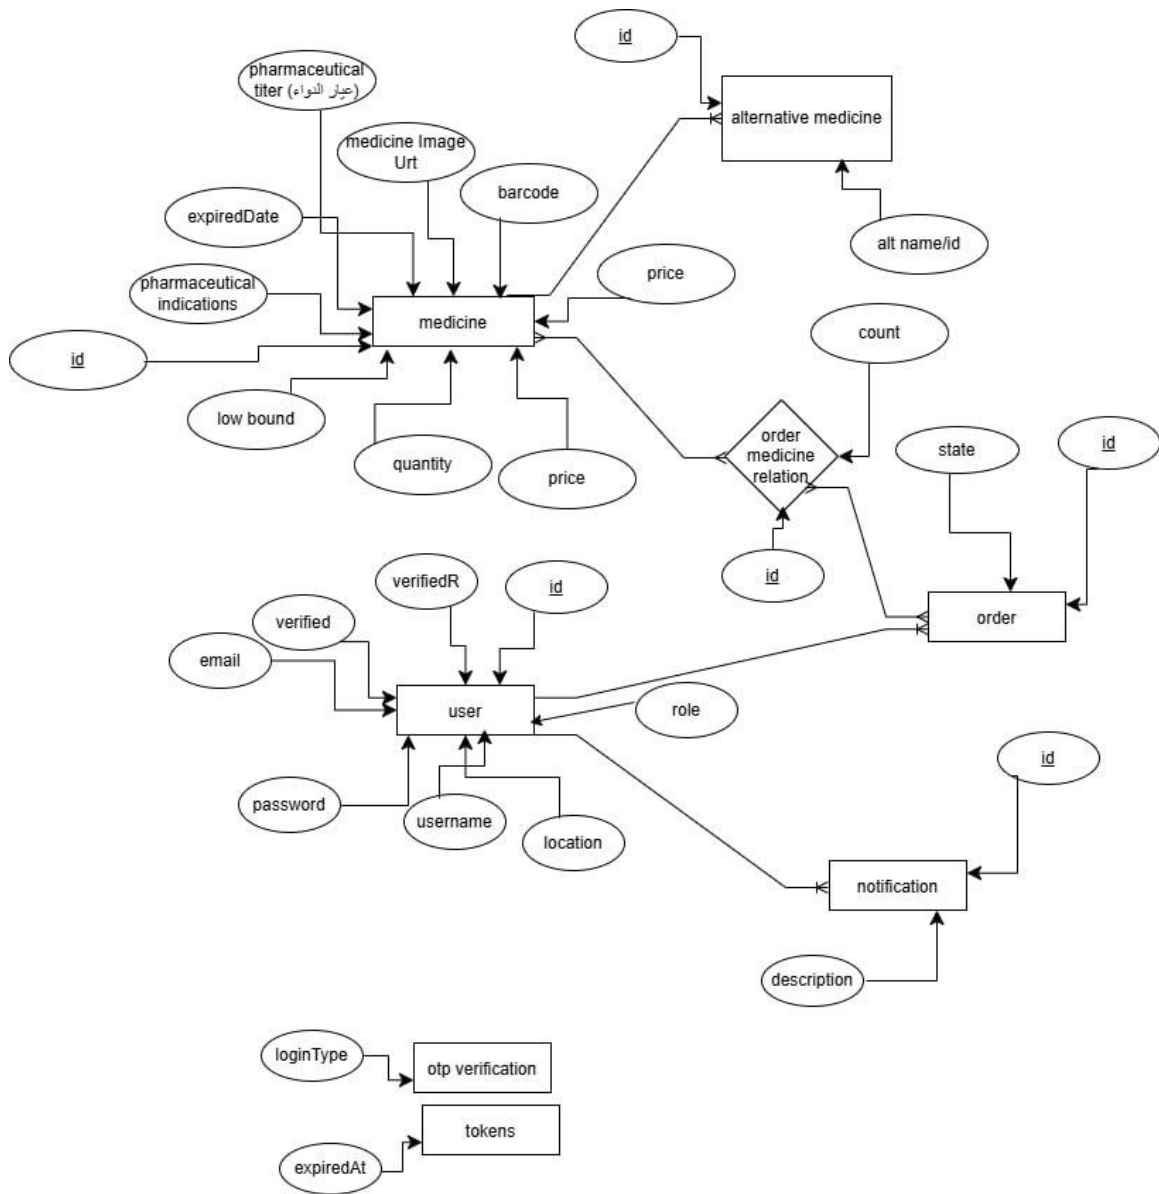 id
pharmaceutical
titer (عيار الدواء)
alternative medicine
medicine Image
Urt
barcode
expiredDate
alt name/id
pharmaceutical
indications
price
medicine
count
id
low bound
order
medicine
relation
id
state
quantity
price
verifiedR
id
id
verified
order
email
role
user
id
password
username
location
notification
description
loginType
otp verification
tokens
expiredAt